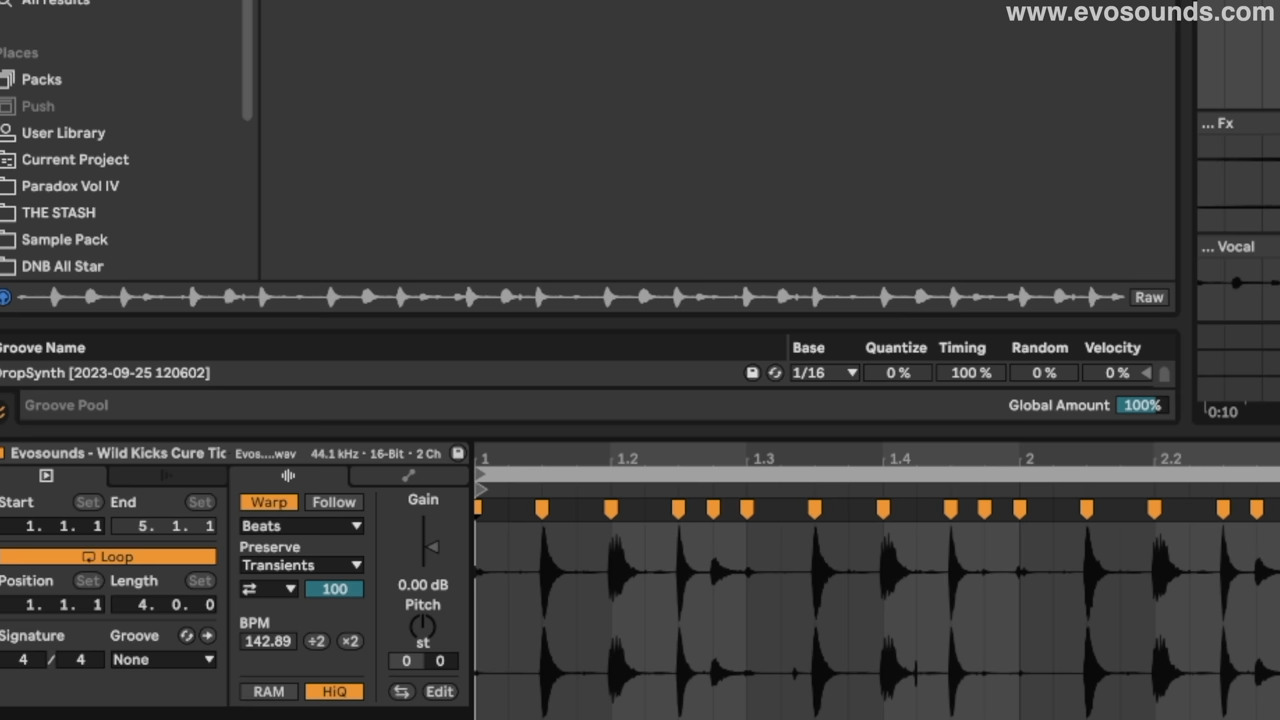 www.evosounds.com
All results
Places
Packs
Push
User Library
Current Project
Paradox Vol IV
THE STASH
Sample Pack
DNB All Star
Raw
... Fx
... Vocal
0:10
Groove Name Base Quantize Timing Random Velocity
DropSynth [2023-09-25 120602] 1/16 0 % 100 % 0 % 0 %
Groove Pool Global Amount 100%
Evosounds - Wild Kicks Cure Tic Evos....wav 44.1 kHz • 16-Bit • 2 Ch
Start Set End Set
1. 1. 1 5. 1. 1
Loop
Position Set Length Set
1. 1. 1 4. 0. 0
Signature Groove
4 / 4 None
Warp Follow
Beats
Preserve
Transients
100
BPM
142.89 ÷2 ×2
RAM HiQ
Gain
0.00 dB
Pitch
st
0 0
Edit
1 1.2 1.3 1.4 2 2.2